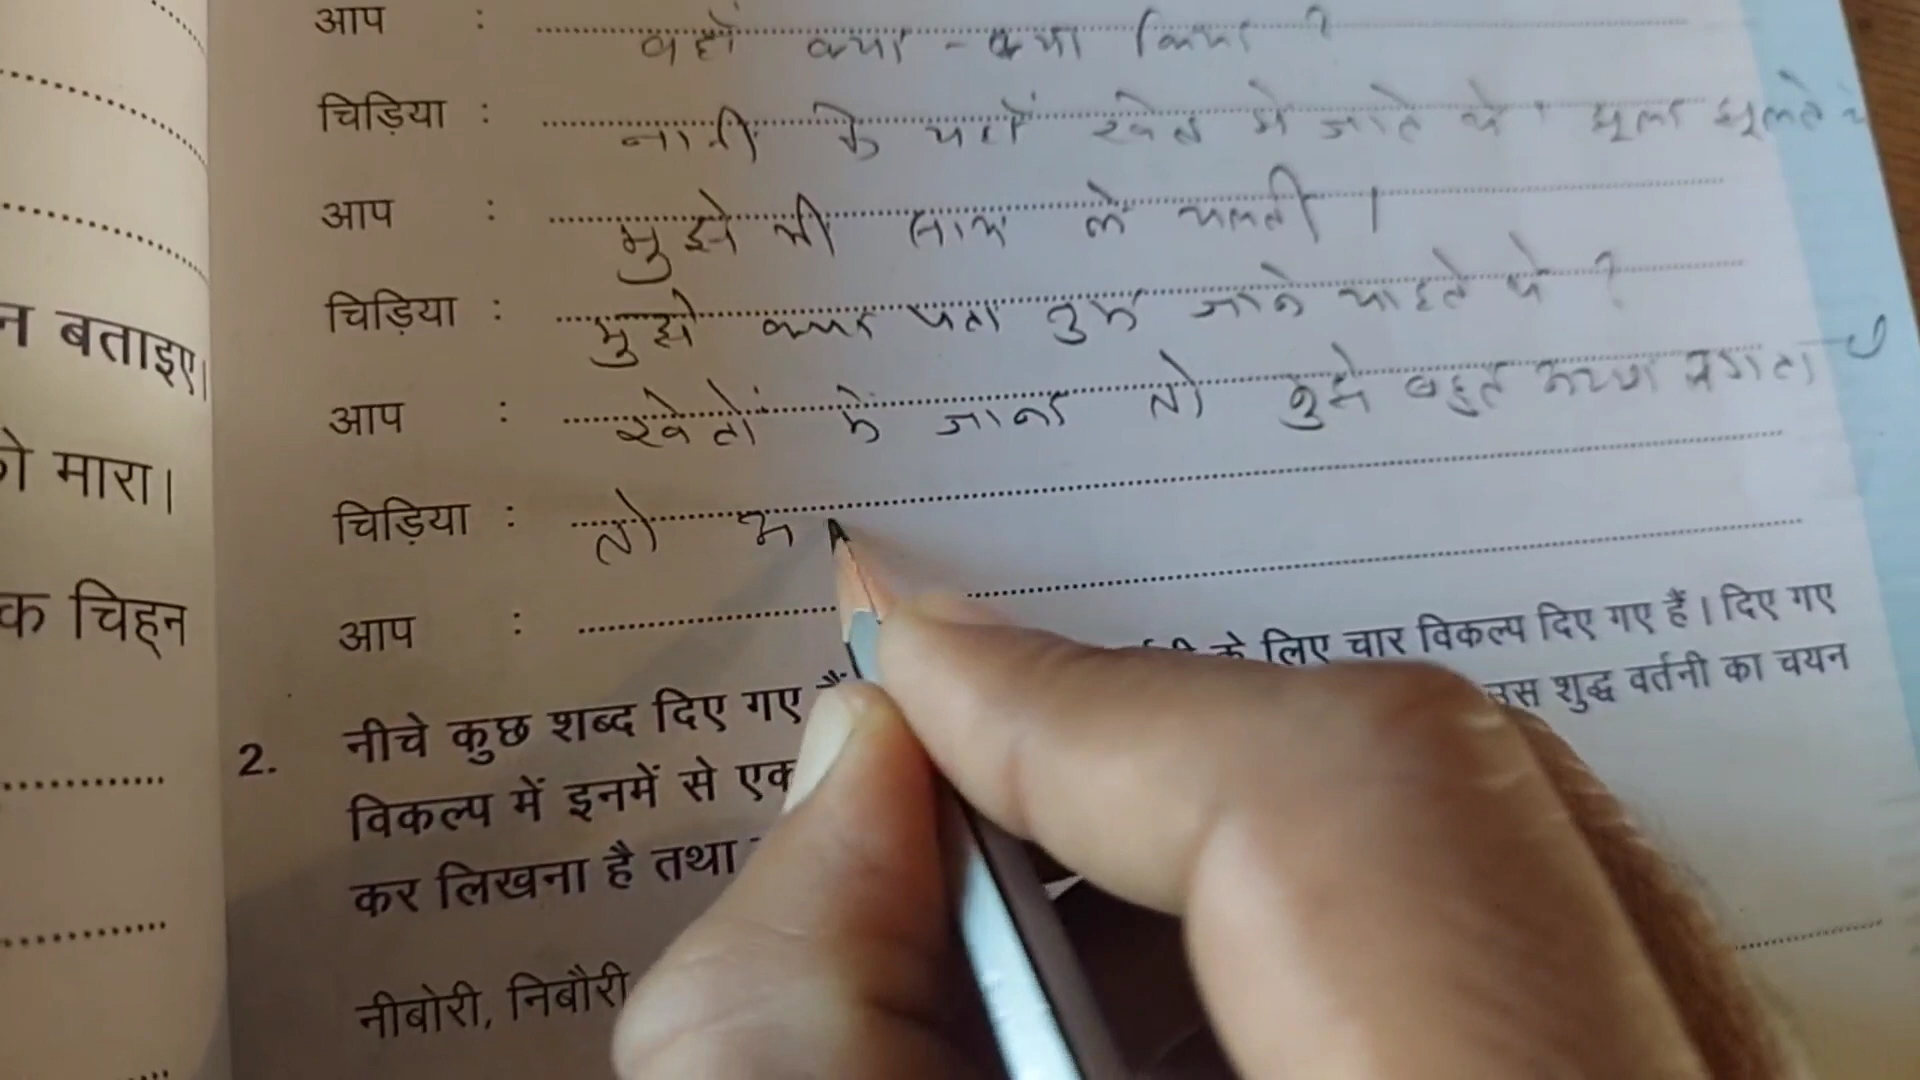 आप : वहाँ क्या - क्या किया ?
चिड़िया : नानी के यहाँ खेत में जाते थे । झूला झूलते थे
आप : मुझे भी साथ ले चलती ।
चिड़िया : मुझे क्या पता तुम जाने चाहते थे ?
आप : खेतों में जाना तो मुझे बहुत अच्छा लगता
चिड़िया : तो अ
आप :
2. नीचे कुछ शब्द दिए गए हैं के लिए चार विकल्प दिए गए हैं । दिए गए
विकल्प में इनमें से एक उस शुद्ध वर्तनी का चयन
कर लिखना है तथा
नीबोरी, निबौरी
न बताइए।
को मारा।
क चिह्न